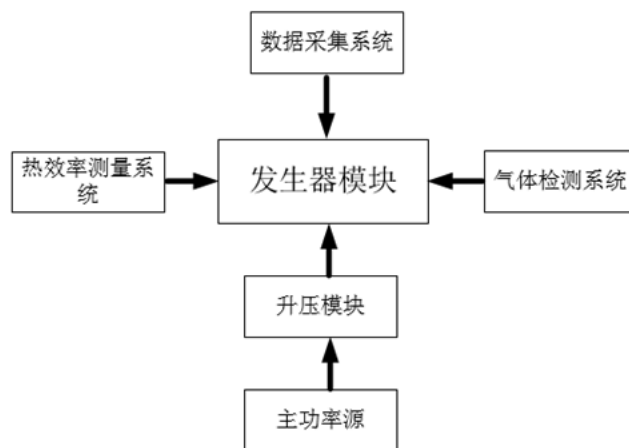 数据采集系统
热效率测量系
统
发生器模块
气体检测系统
升压模块
主功率源